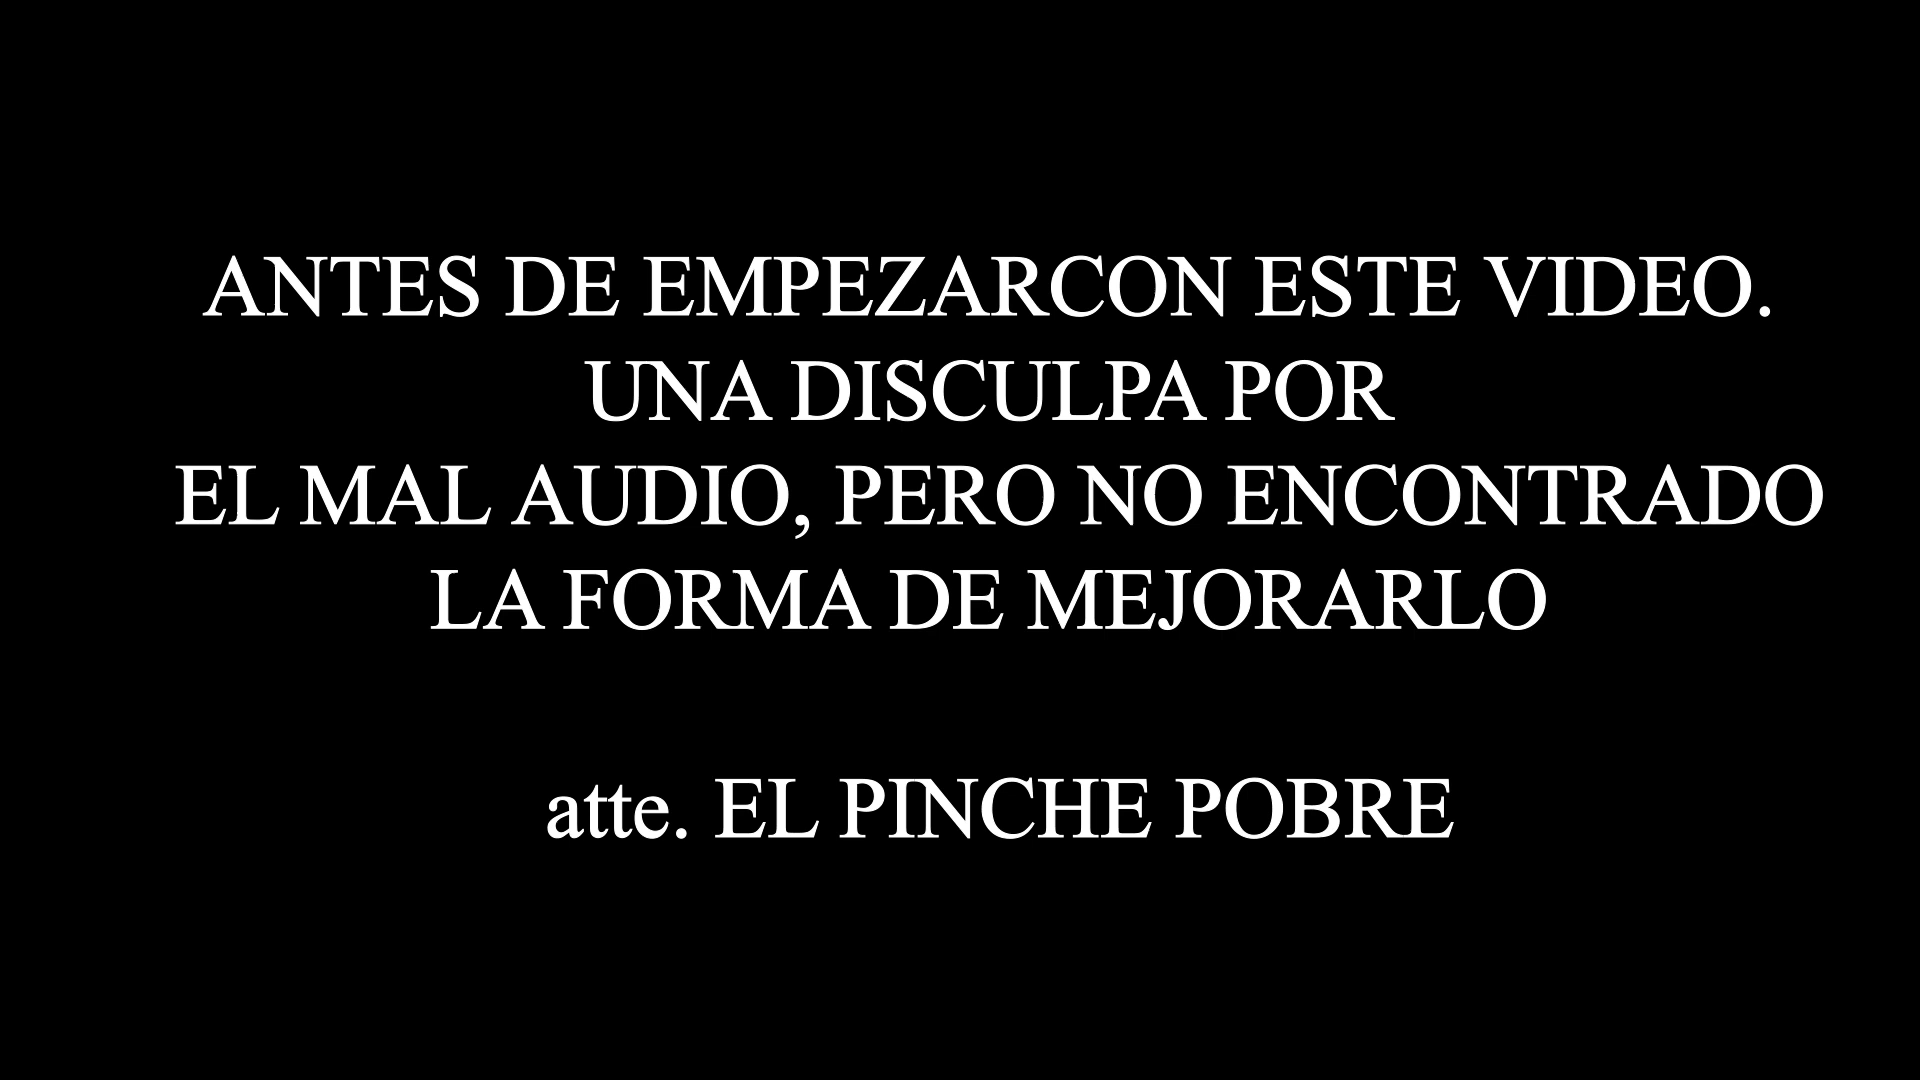 ANTES DE EMPEZARCON ESTE VIDEO.
UNA DISCULPA POR
EL MAL AUDIO, PERO NO ENCONTRADO
LA FORMA DE MEJORARLO
atte. EL PINCHE POBRE